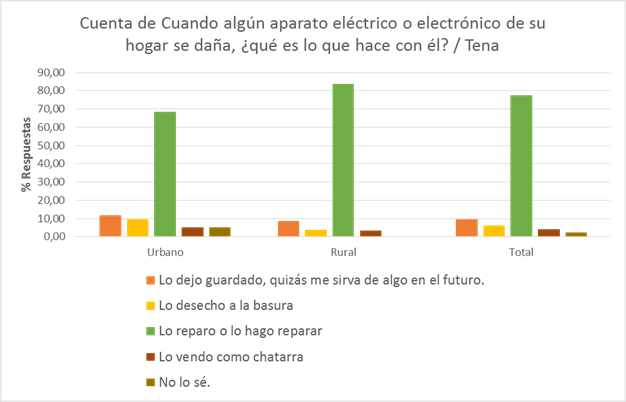 Cuenta de Cuando algún aparato eléctrico o electrónico de su
hogar se daña, ¿qué es lo que hace con él? / Tena
% Respuestas
90,00
80,00
70,00
60,00
50,00
40,00
30,00
20,00
10,00
0,00
Urbano
Rural
Total
Lo dejo guardado, quizás me sirva de algo en el futuro.
Lo desecho a la basura
Lo reparo o lo hago reparar
Lo vendo como chatarra
No lo sé.